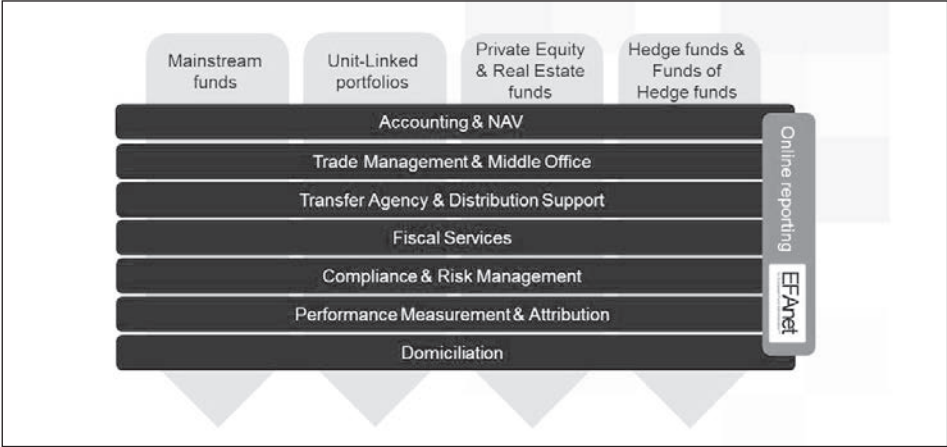 Mainstream
funds
Unit-Linked
portfolios
Private Equity
& Real Estate
funds
Hedge funds &
Funds of
Hedge funds
Accounting & NAV
Trade Management & Middle Office
Transfer Agency & Distribution Support
Fiscal Services
Compliance & Risk Management
Performance Measurement & Attribution
Domiciliation
Online reporting
EFAnet